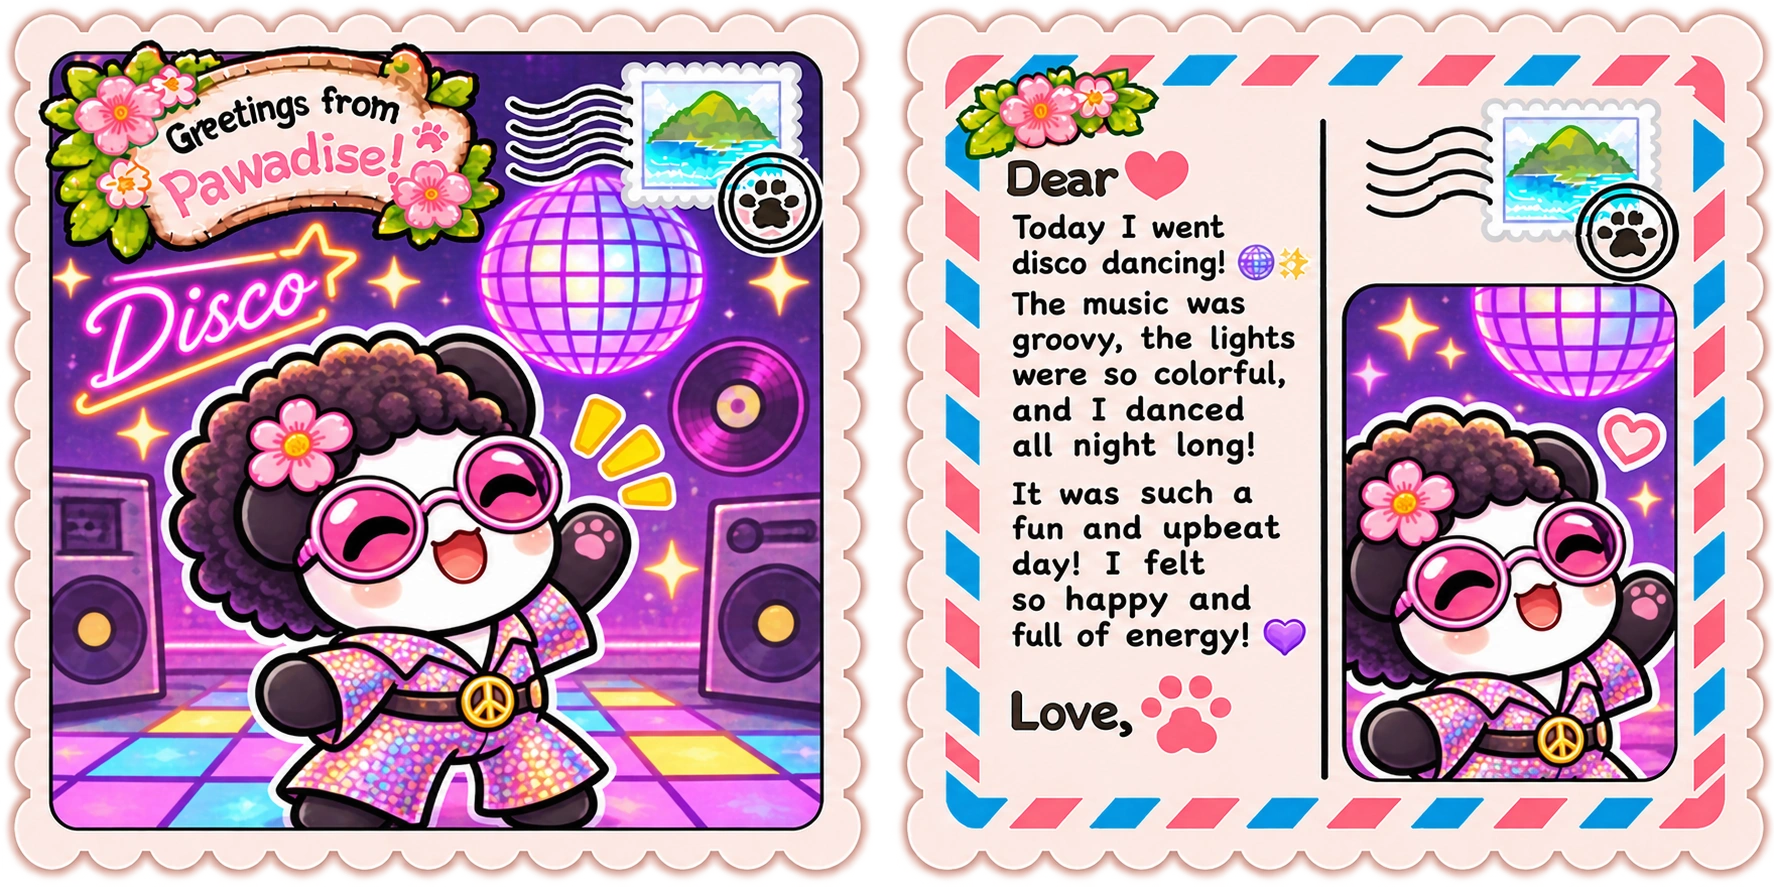 Greetings from
Pawadise!
Disco
Dear
Today I went
disco dancing!
The music was
groovy, the lights
were so colorful,
and I danced
all night long!
It was such a
fun and upbeat
day! I felt
so happy and
full of energy!
Love,